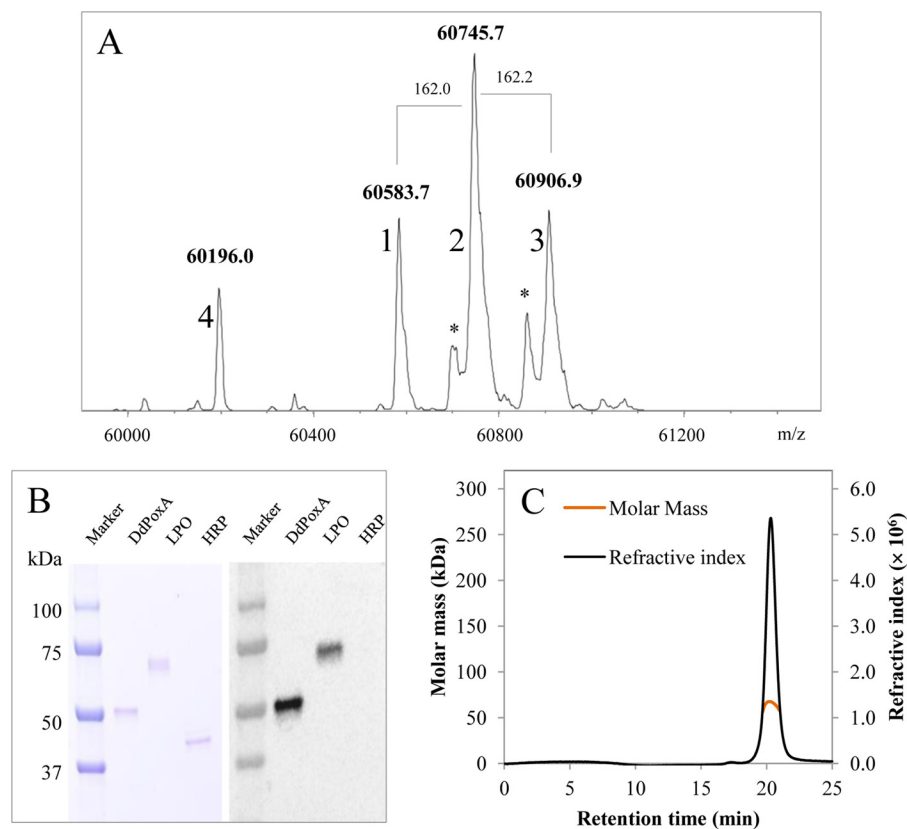 A
60745.7
162.0
162.2
60583.7
60906.9
60196.0
1
2
3
4
*
*
60000
60400
60800
61200
m/z
B
Marker
DdPoxA
LPO
HRP
Marker
DdPoxA
LPO
HRP
kDa
100
75
50
37
C
Molar Mass
Refractive index
Molar mass (kDa)
300
250
200
150
100
50
0
6.0
5.0
4.0
3.0
2.0
1.0
0.0
Refractive index (× 10⁶)
0
5
10
15
20
25
Retention time (min)